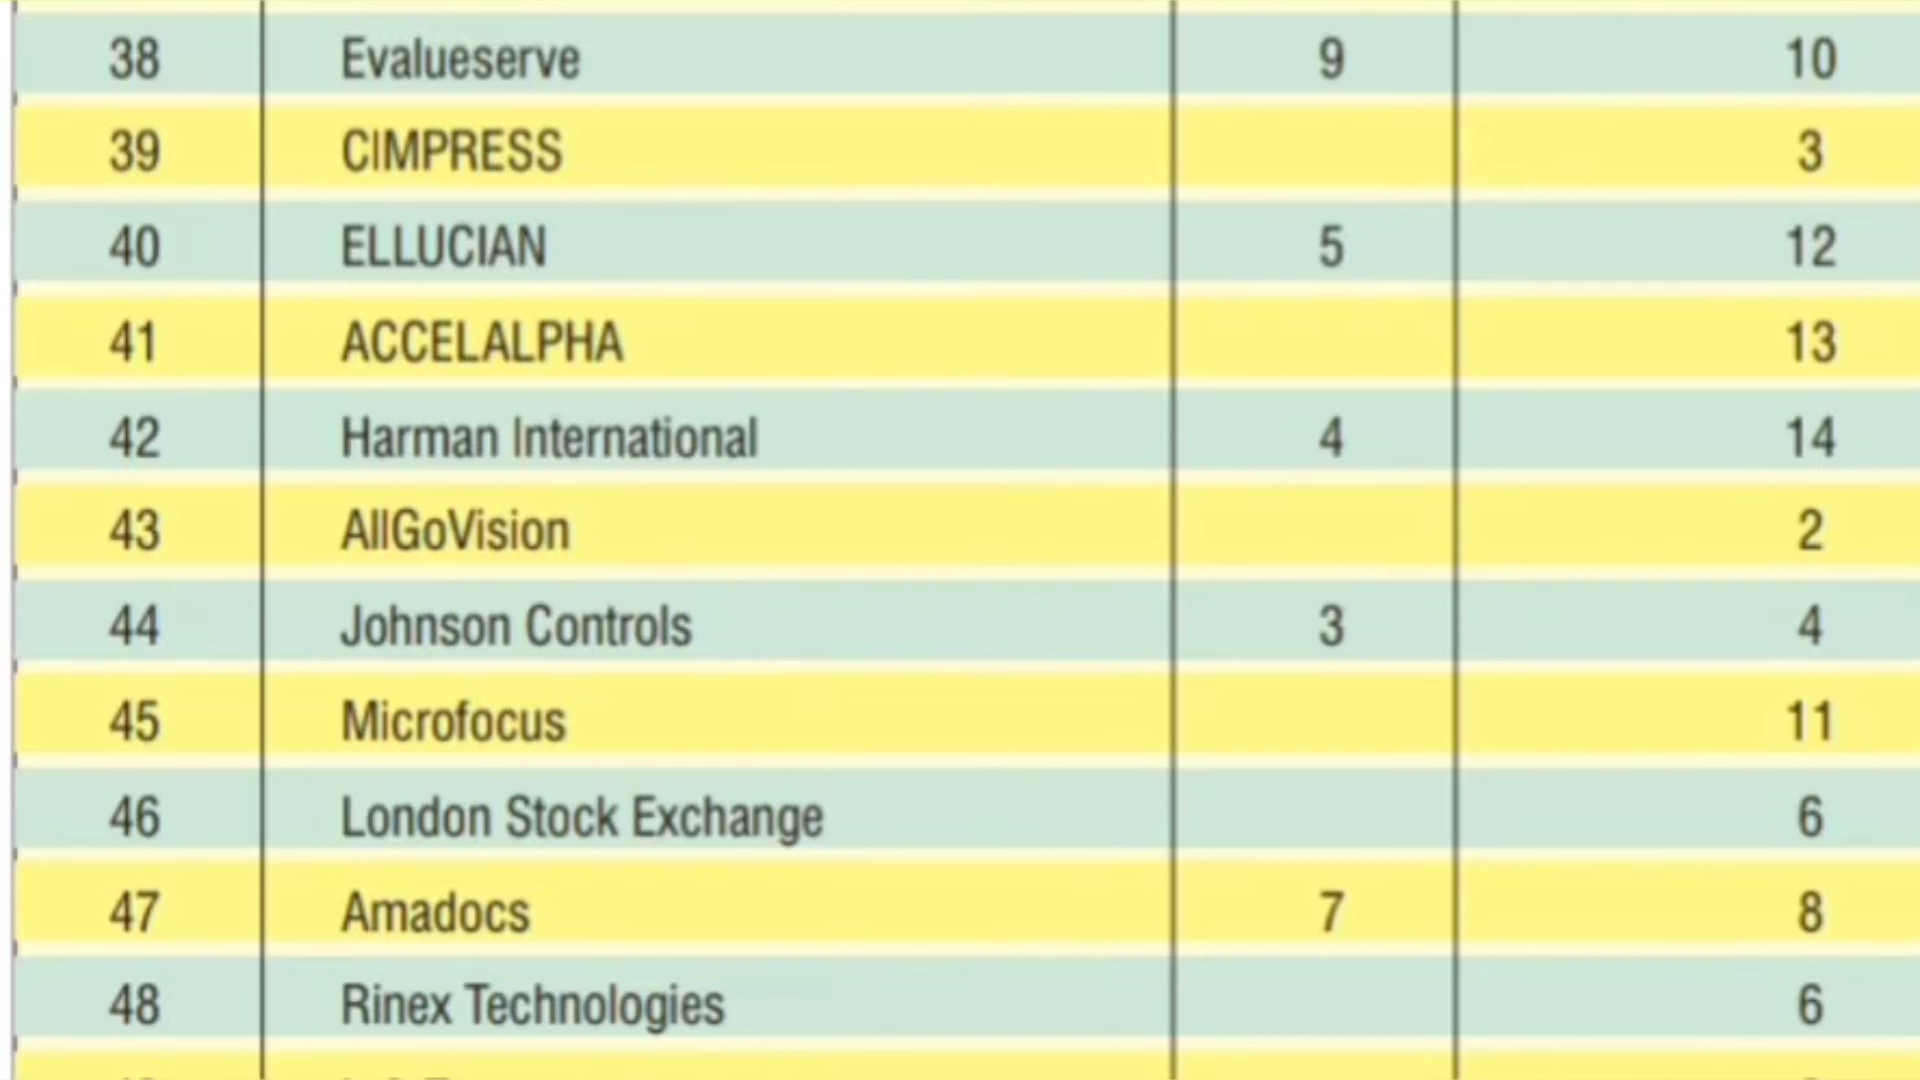 38 Evalueserve 9 10
39 CIMPRESS 3
40 ELLUCIAN 5 12
41 ACCELALPHA 13
42 Harman International 4 14
43 AllGoVision 2
44 Johnson Controls 3 4
45 Microfocus 11
46 London Stock Exchange 6
47 Amadocs 7 8
48 Rinex Technologies 6